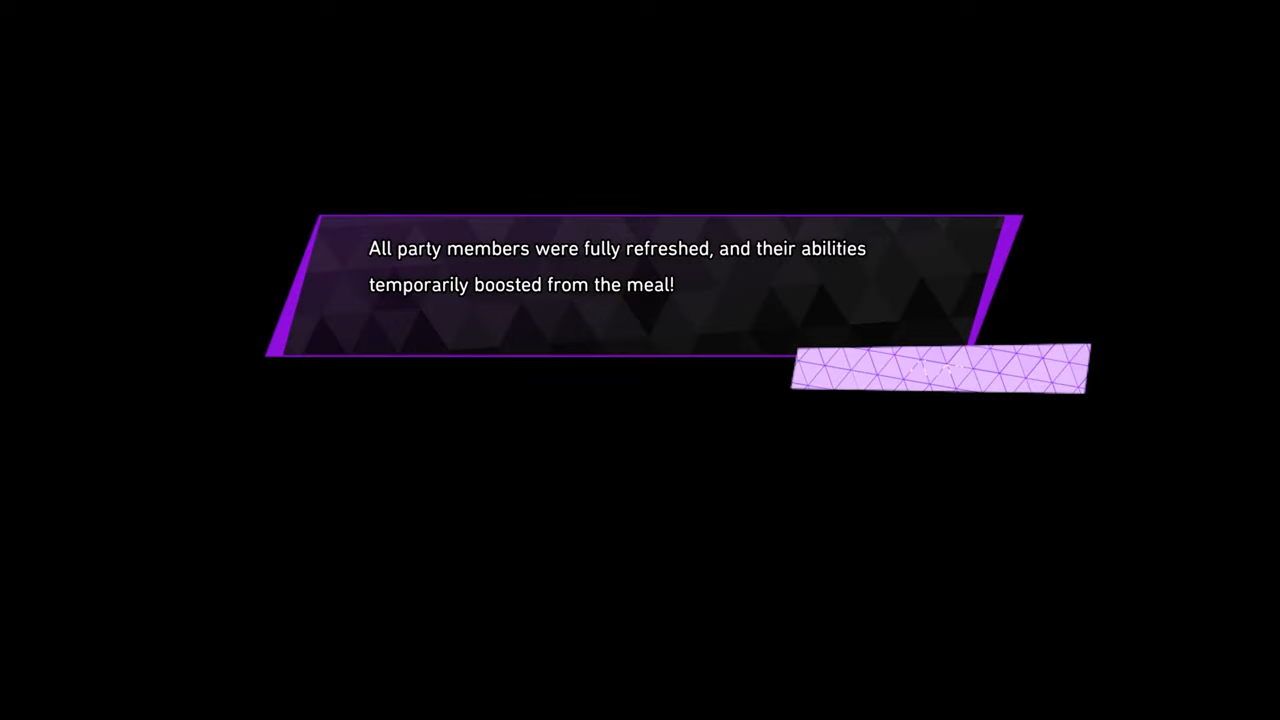 All party members were fully refreshed, and their abilities
temporarily boosted from the meal!